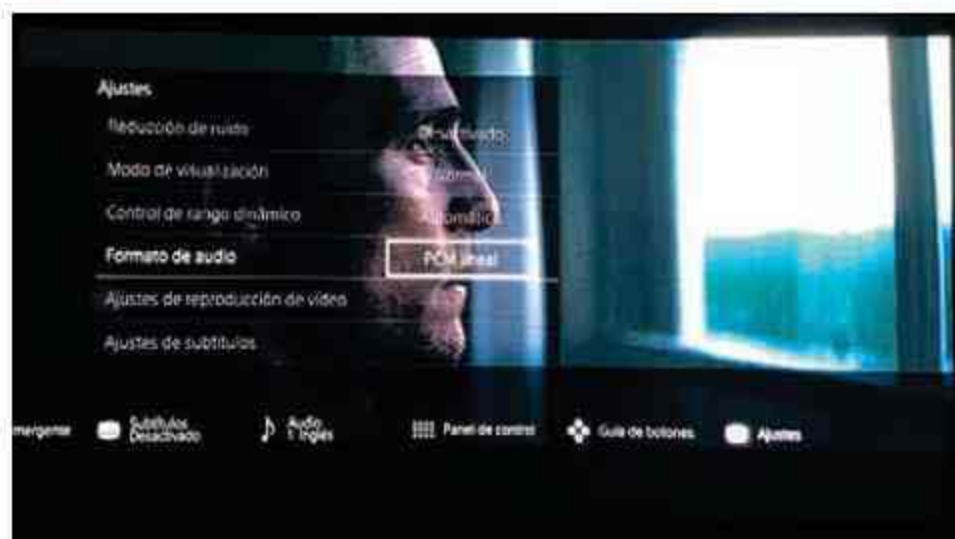 Ajustes
Reducción de ruido Desactivado
Modo de visualización Normal
Control de rango dinámico Automático
Formato de audio PCM lineal
Ajustes de reproducción de vídeo
Ajustes de subtítulos
mergente Subtítulos Desactivado Audio 1 Inglés Panel de control Guía de botones Ajustes